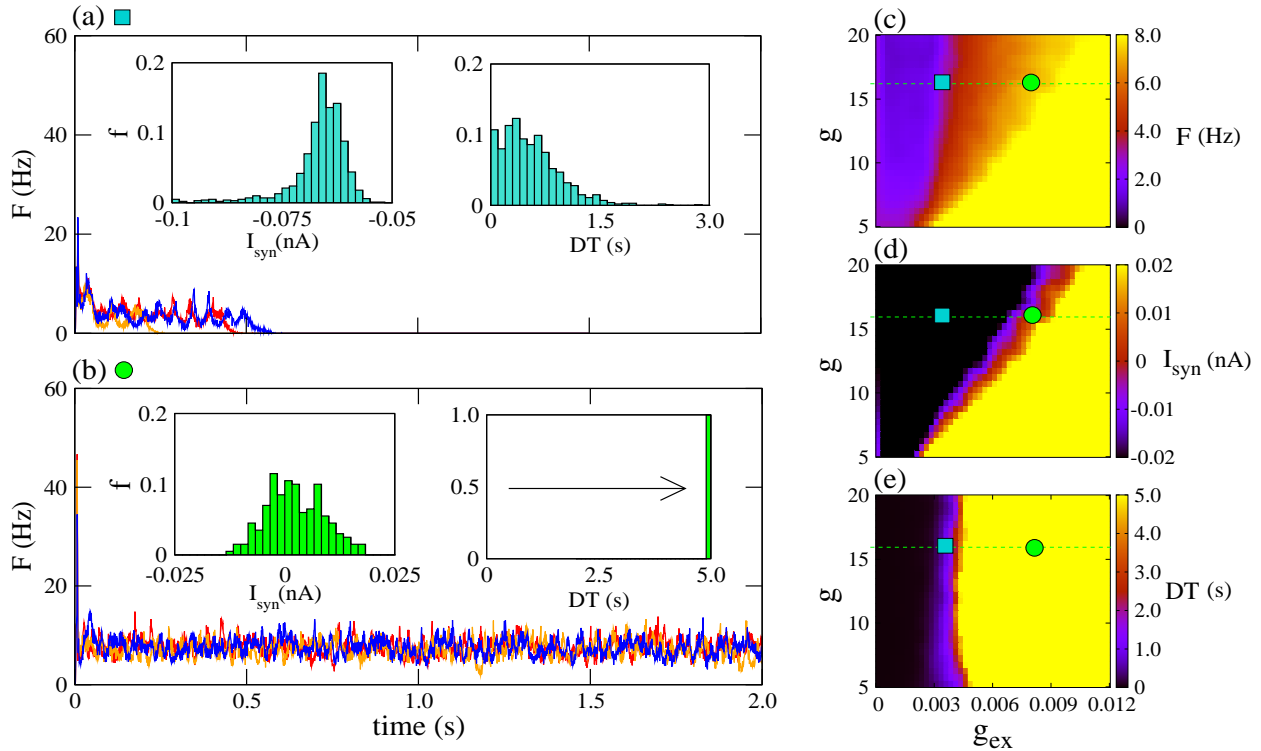 (a)
60
40
20
0
F (Hz)
0.2
0.1
0
f
-0.1 -0.075 -0.05
I_syn(nA)
0.2
0.1
0
0 1.5 3.0
DT (s)
(b)
60
40
20
0
F (Hz)
0.2
0.1
0
f
-0.025 0 0.025
I_syn(nA)
1.0
0.5
0
0 2.5 5.0
DT (s)
0 0.5 1.0 1.5 2.0
time (s)
(c)
20
15
10
5
g
8.0
6.0
4.0
2.0
0
F (Hz)
(d)
20
15
10
5
g
0.02
0.01
0
-0.01
-0.02
I_syn (nA)
(e)
20
15
10
5
g
5.0
4.0
3.0
2.0
1.0
0
DT (s)
0 0.003 0.006 0.009 0.012
g_ex